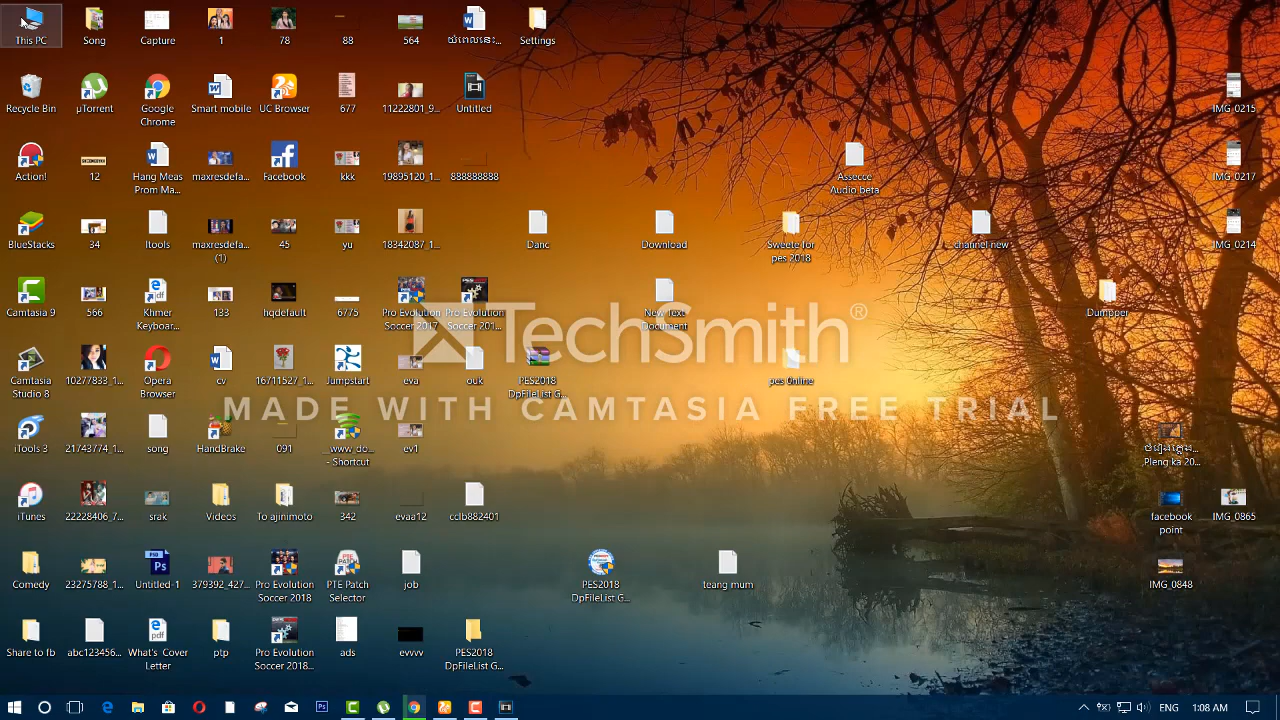 This PC
Song
Capture
1
78
88
564
យំពេលនេះ...
Settings
Recycle Bin
µTorrent
Google Chrome
Smart mobile
UC Browser
677
11222801_9...
Untitled
IMG_0215
Action!
12
Hang Meas Prom Ma...
maxresdefa...
Facebook
kkk
19895120_1...
888888888
Assecc Audio beta
IMG_0217
BlueStacks
34
Itools
maxresdefa... (1)
45
yu
18342087_1...
Danc
Download
Sweete for pes 2018
channel new
IMG_0214
Camtasia 9
566
Khmer Keyboar...
133
hqdefault
6775
Pro Evolution Soccer 2017
Pro Evolution Soccer 201...
New Text Document
Dumpper
TechSmith®
Camtasia Studio 8
10277833_1...
Opera Browser
cv
16711527_1...
Jumpstart
eva
ouk
PES2018 DpFileList G...
pes 0nline
MADE WITH CAMTASIA FREE TRIAL
iTools 3
21743774_1...
song
HandBrake
091
__www_do... - Shortcut
ev1
Pleng ka 20...
iTunes
22228406_7...
srak
Videos
To ajinimoto
342
evaa12
cclb882401
facebook point
IMG_0865
Comedy
23275788_1...
Untitled-1
379392_427...
Pro Evolution Soccer 2018
PTE Patch Selector
job
PES2018 DpFileList G...
teang mum
IMG_0848
Share to fb
abc123456...
What's Cover Letter
ptp
Pro Evolution Soccer 2018...
ads
evvvv
PES2018 DpFileList G...
ENG
1:08 AM